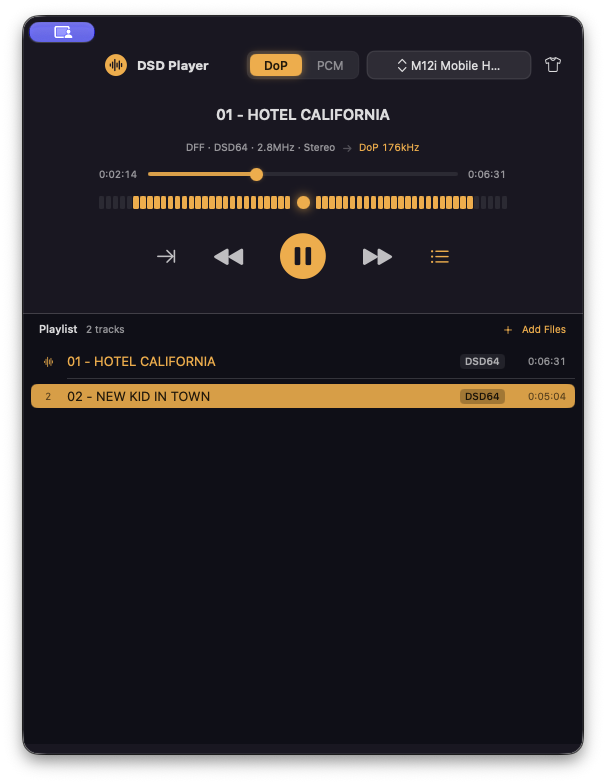 DSD Player DoP PCM M12i Mobile H...
01 - HOTEL CALIFORNIA
DFF · DSD64 · 2.8MHz · Stereo → DoP 176kHz
0:02:14 0:06:31
Playlist 2 tracks + Add Files
01 - HOTEL CALIFORNIA DSD64 0:06:31
2 02 - NEW KID IN TOWN DSD64 0:05:04